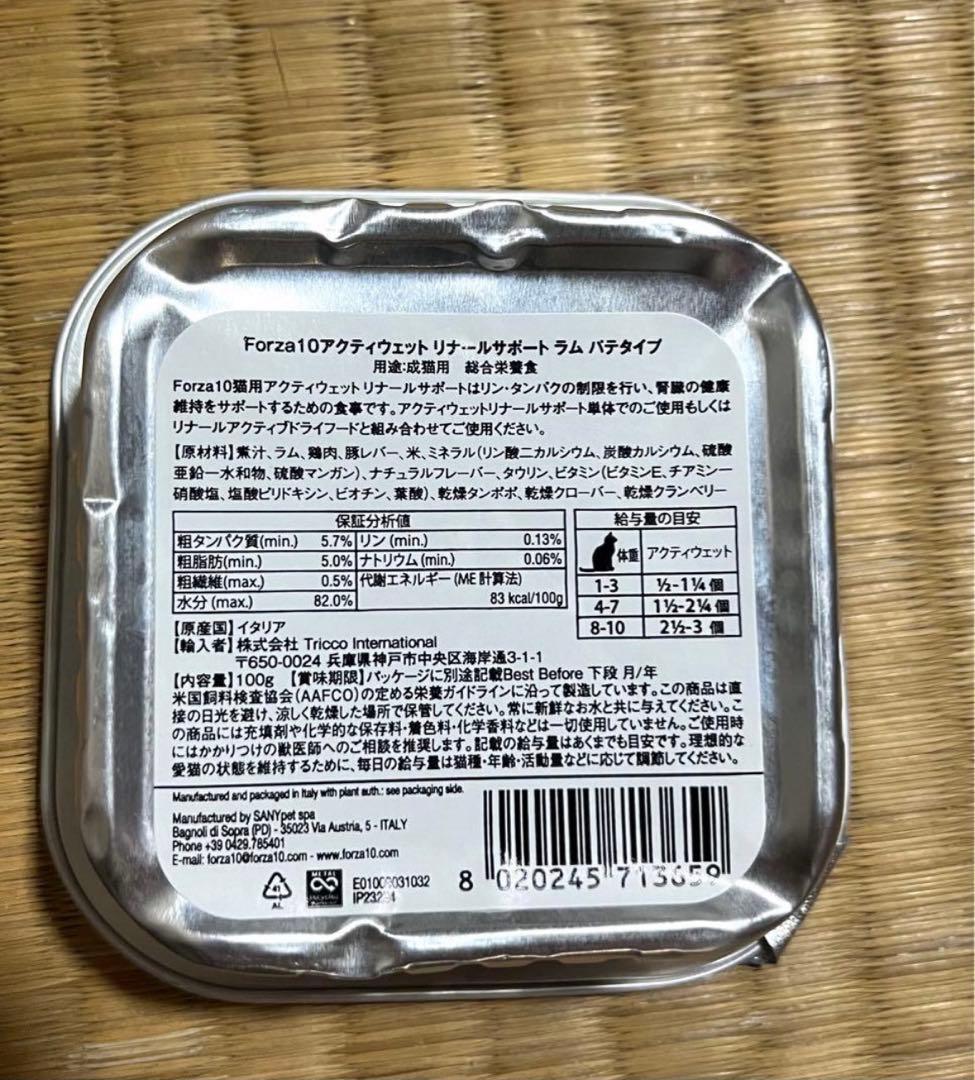 Forza10アクティウェット リナールサポート ラム パテタイプ
用途:成猫用 総合栄養食
Forza10猫用アクティウェットリナールサポートはリン・タンパクの制限を行い、腎臓の健康
維持をサポートするための食事です。アクティウェットリナールサポート単体でのご使用もしくは
リナールアクティブドライフードと組み合わせてご使用ください。
【原材料】煮汁、ラム、鶏肉、豚レバー、米、ミネラル(リン酸二カルシウム、炭酸カルシウム、硫酸
亜鉛一水和物、硫酸マンガン)、ナチュラルフレーバー、タウリン、ビタミン(ビタミンE、チアミン一
硝酸塩、塩酸ピリドキシン、ビオチン、葉酸)、乾燥タンポポ、乾燥クローバー、乾燥クランベリー
保証分析値
粗タンパク質(min.) 5.7% リン(min.) 0.13%
粗脂肪(min.) 5.0% ナトリウム(min.) 0.06%
粗繊維(max.) 0.5% 代謝エネルギー(ME計算法)
水分(max.) 82.0% 83 kcal/100g
給与量の目安
体重 アクティウェット
1-3 ½-1¼ 個
4-7 1½-2¼ 個
8-10 2½-3 個
【原産国】イタリア
【輸入者】株式会社 Tricco International
〒650-0024 兵庫県神戸市中央区海岸通3-1-1
【内容量】100g 【賞味期限】パッケージに別途記載Best Before 下段 月/年
米国飼料検査協会(AAFCO)の定める栄養ガイドラインに沿って製造しています。この商品は直
接の日光を避け、涼しく乾燥した場所で保管してください。常に新鮮なお水と共に与えてください。こ
の商品には充填剤や化学的な保存料・着色料・化学香料などは一切使用していません。ご使用時
にはかかりつけの獣医師へのご相談を推奨します。記載の給与量はあくまでも目安です。理想的な
愛猫の状態を維持するために、毎日の給与量は猫種・年齢・活動量などに応じて調節してください。
Manufactured and packaged in Italy with plant auth.: see packaging side.
Manufactured by SANYpet spa
Bagnoli di Sopra (PD) - 35023 Via Austria, 5 - ITALY
Phone +39 0429.785401
E-mail: forza10@forza10.com - www.forza10.com
41
AL
METAL
RECYCLES
8 020245 713659